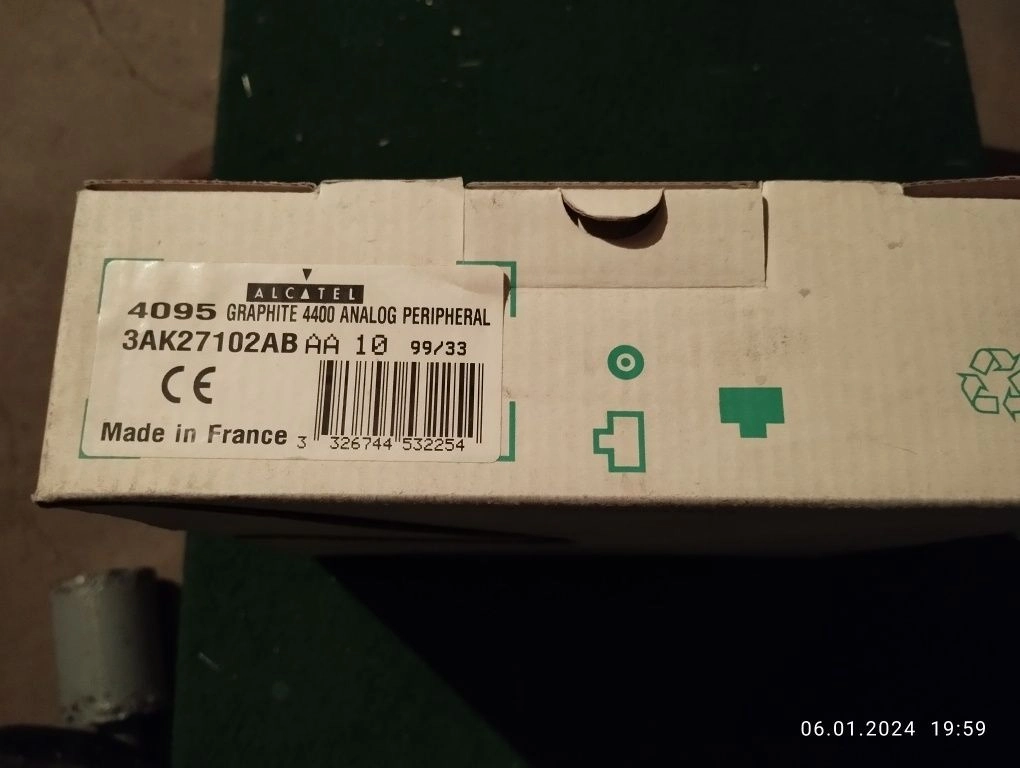 ALCATEL
4095 GRAPHITE 4400 ANALOG PERIPHERAL
3AK27102AB AA 10 99/33
CE
Made in France 3 326744 532254
06.01.2024 19:59